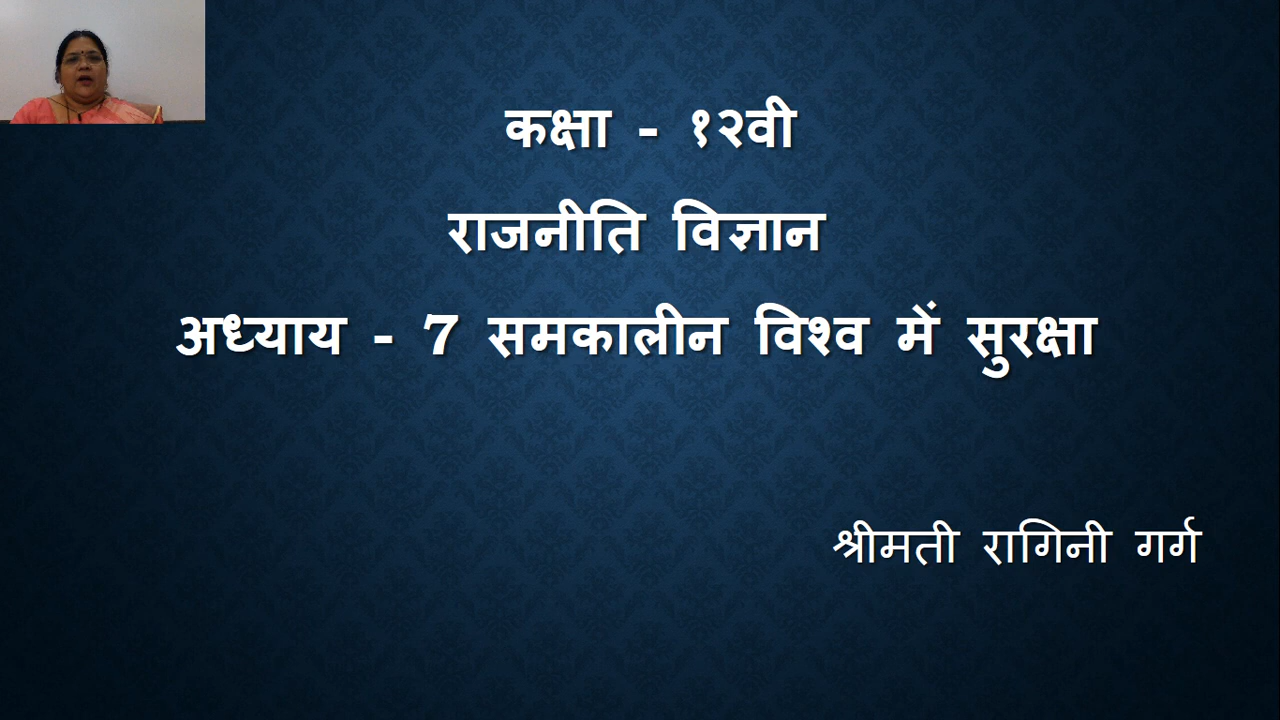 कक्षा - १२वी
राजनीति विज्ञान
अध्याय - 7 समकालीन विश्व में सुरक्षा
श्रीमती रागिनी गर्ग